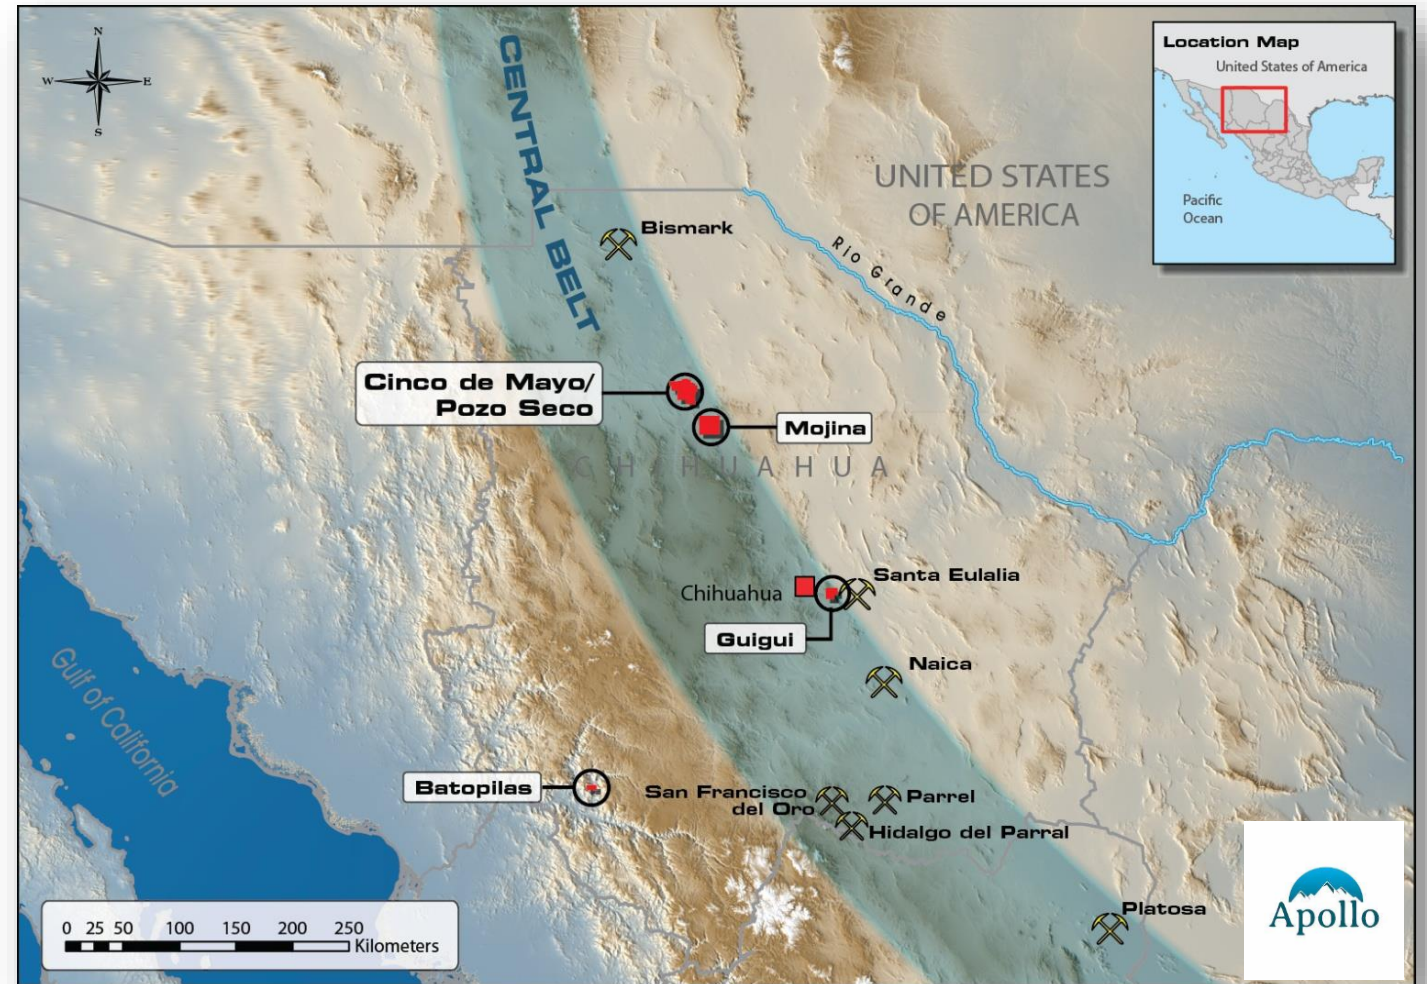 N
W
E
S
CENTRAL BELT
Location Map
United States of America
Pacific
Ocean
UNITED STATES
OF AMERICA
Bismark
Rio Grande
Cinco de Mayo/
Pozo Seco
Mojina
CHIHUAHUA
Chihuahua
Santa Eulalia
Guigui
Naica
Gulf of California
Batopilas
San Francisco
del Oro
Parrel
Hidalgo del Parral
Platosa
0 25 50 100 150 200 250
Kilometers
Apollo